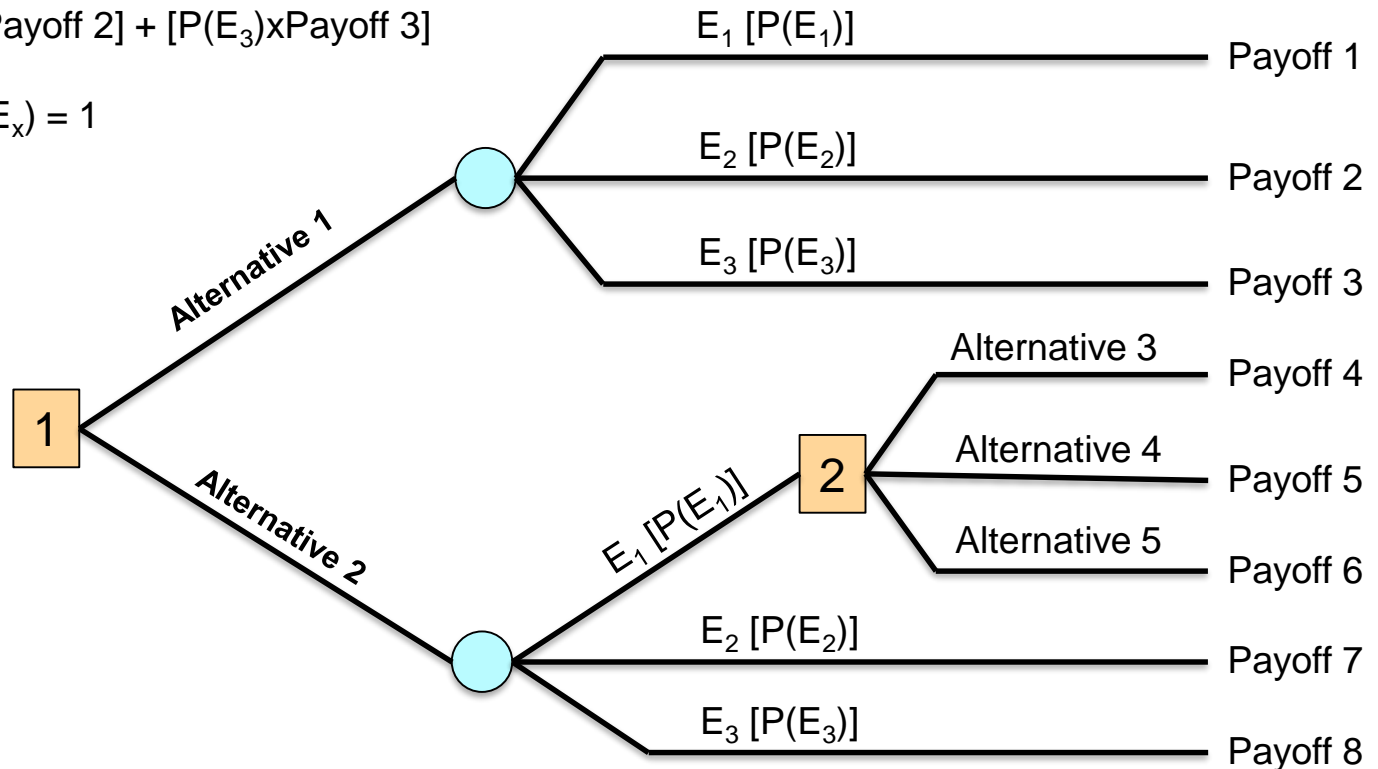 Payoff 2] + [P(E₃)xPayoff 3]
E₁ [P(E₁)]
Payoff 1
Eₓ) = 1
E₂ [P(E₂)]
Payoff 2
Alternative 1
E₃ [P(E₃)]
Payoff 3
Alternative 3
Payoff 4
1
Alternative 4
2
Payoff 5
Alternative 2
E₁ [P(E₁)]
Alternative 5
Payoff 6
E₂ [P(E₂)]
Payoff 7
E₃ [P(E₃)]
Payoff 8